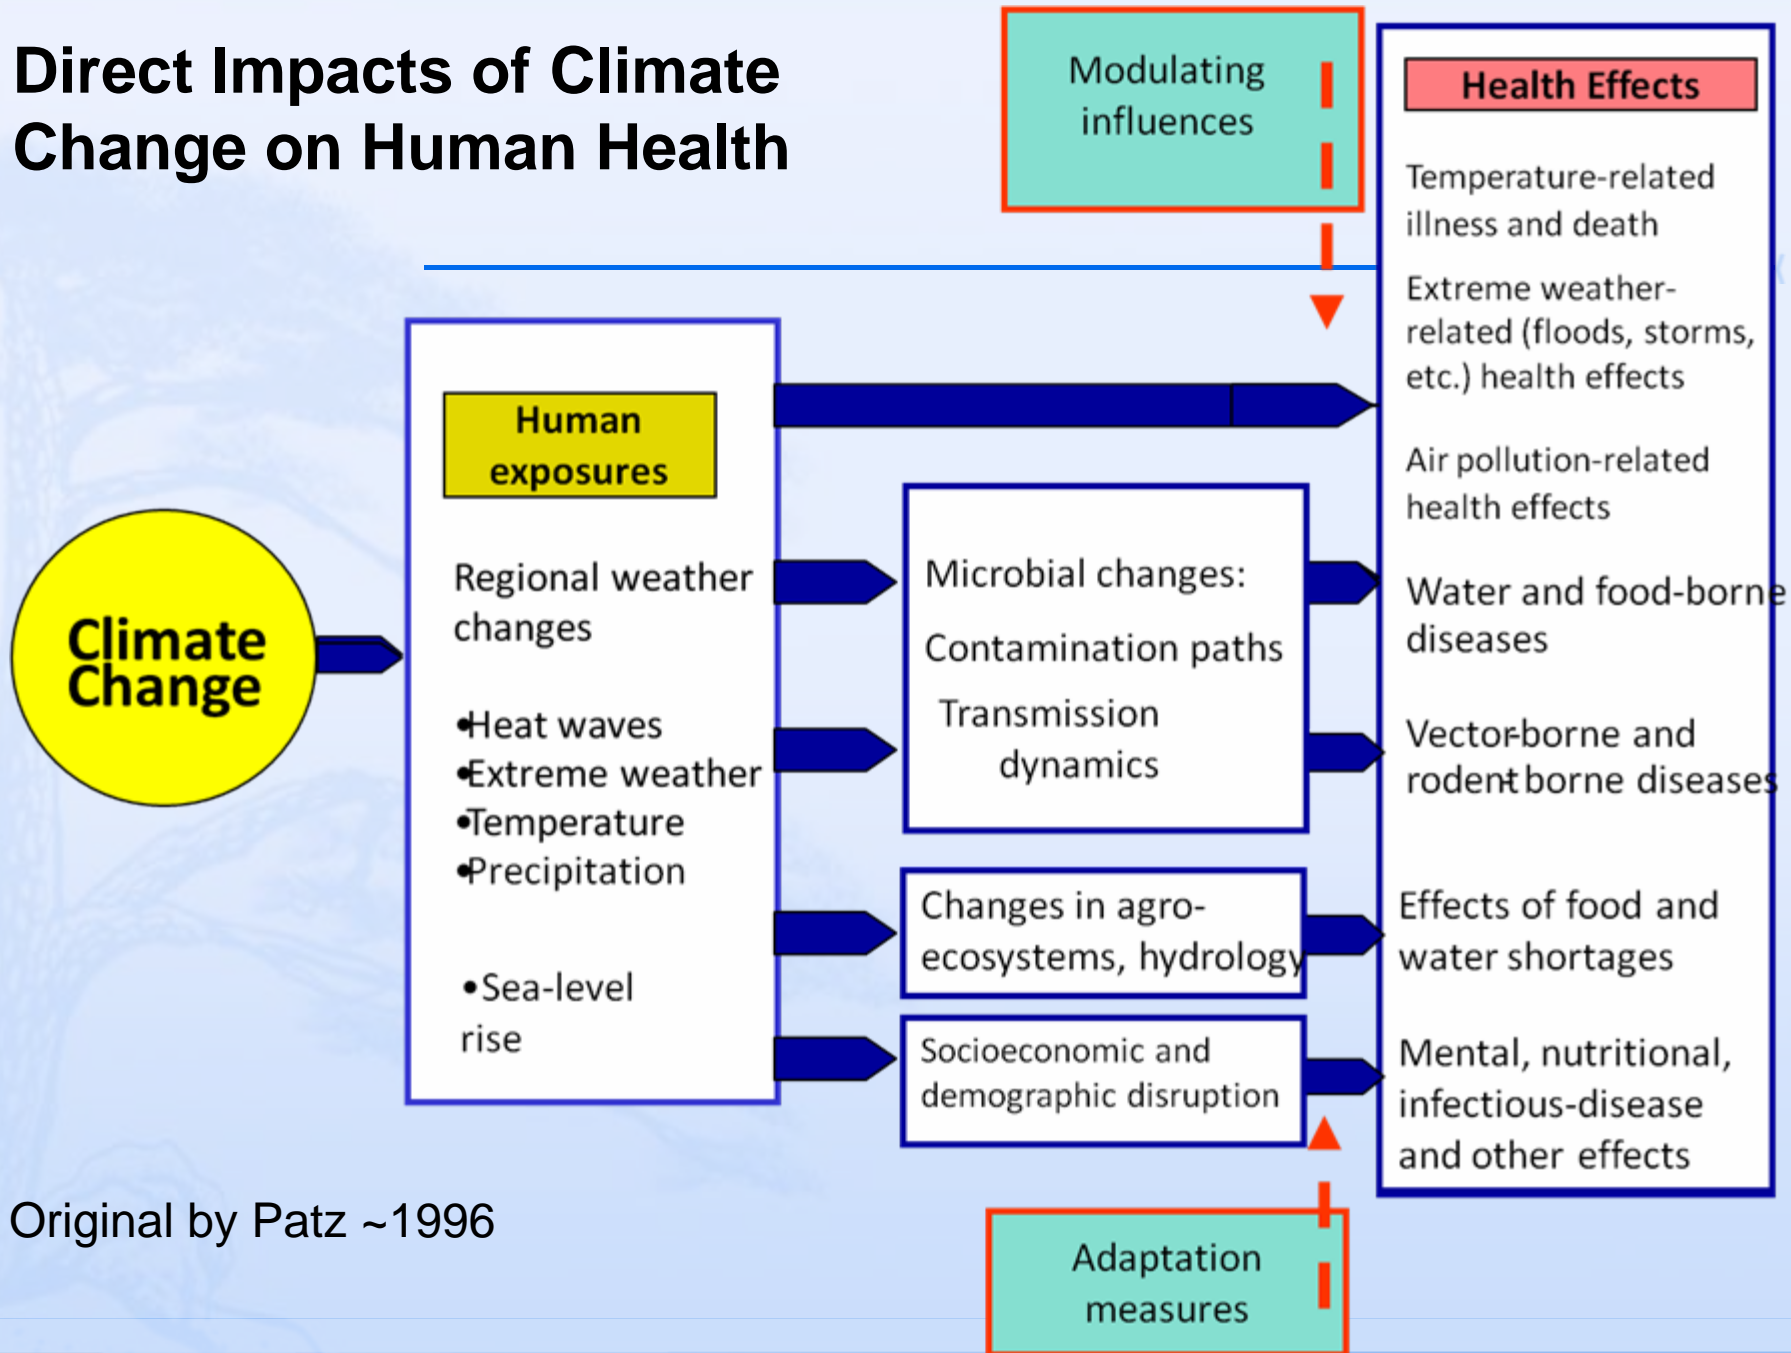 Direct Impacts of Climate
Change on Human Health
Modulating
influences
Health Effects
Temperature-related
illness and death
Extreme weather-
related (floods, storms,
etc.) health effects
Air pollution-related
health effects
Water and food-borne
diseases
Vector-borne and
rodent-borne diseases
Effects of food and
water shortages
Mental, nutritional,
infectious-disease
and other effects
Human
exposures
Regional weather
changes
•Heat waves
•Extreme weather
•Temperature
•Precipitation
•Sea-level
rise
Climate
Change
Microbial changes:
Contamination paths
Transmission
dynamics
Changes in agro-
ecosystems, hydrology
Socioeconomic and
demographic disruption
Original by Patz ~1996
Adaptation
measures